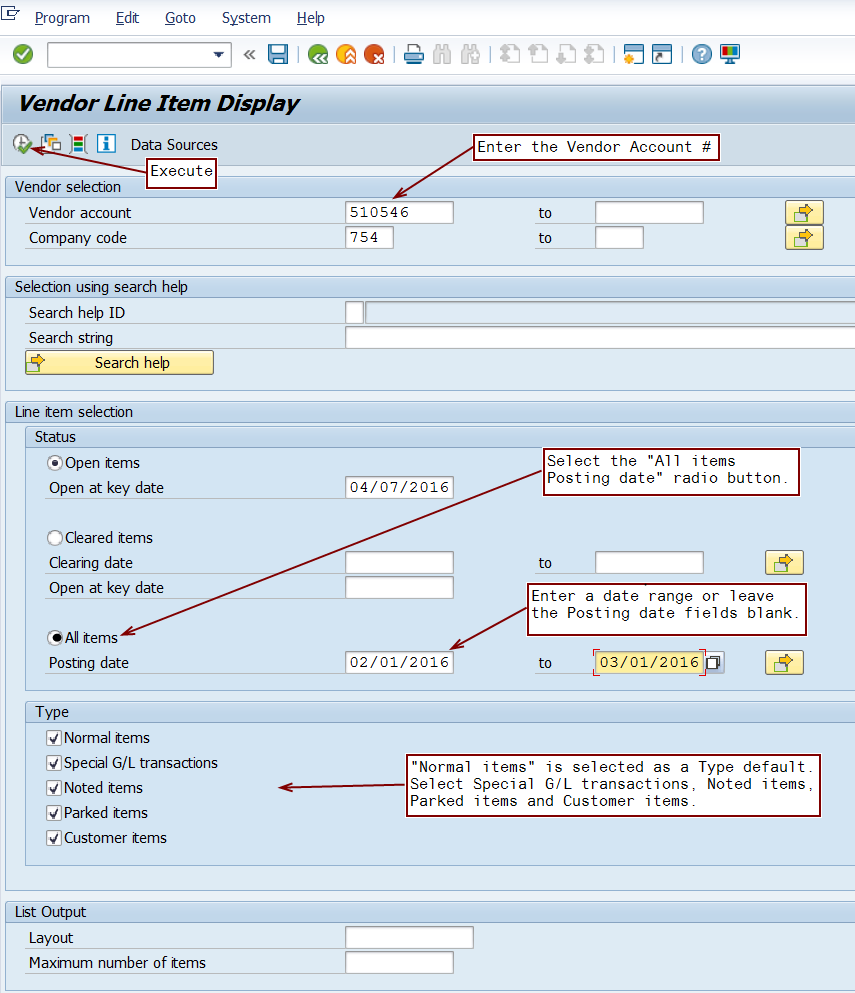 Program Edit Goto System Help
Vendor Line Item Display
Data Sources
Enter the Vendor Account #
Execute
Vendor selection
Vendor account 510546 to
Company code 754 to
Selection using search help
Search help ID
Search string
Search help
Line item selection
Status
Open items
Open at key date 04/07/2016
Select the "All items
Posting date" radio button.
Cleared items
Clearing date to
Open at key date
Enter a date range or leave
the Posting date fields blank.
All items
Posting date 02/01/2016 to 03/01/2016
Type
Normal items
Special G/L transactions
Noted items
Parked items
Customer items
"Normal items" is selected as a Type default.
Select Special G/L transactions, Noted items,
Parked items and Customer items.
List Output
Layout
Maximum number of items